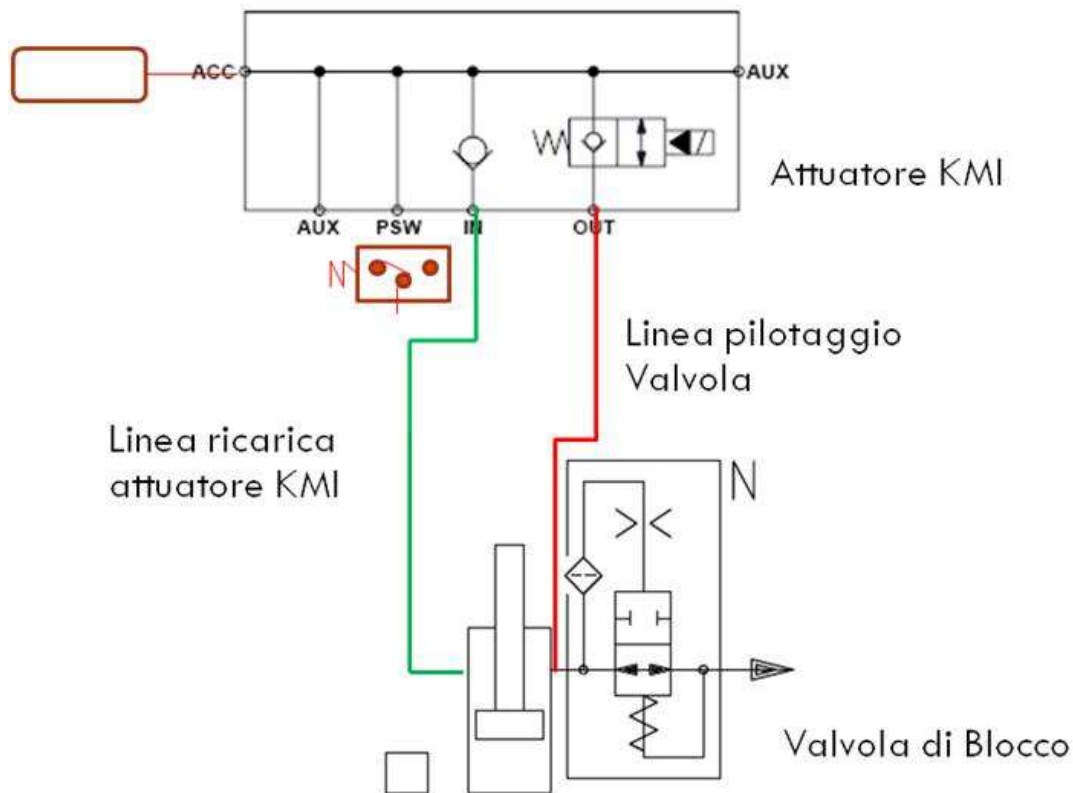 ACC
AUX
Attuatore KMI
AUX
PSW
IN
OUT
N
Linea pilotaggio
Valvola
Linea ricarica
attuatore KMI
N
Valvola di Blocco